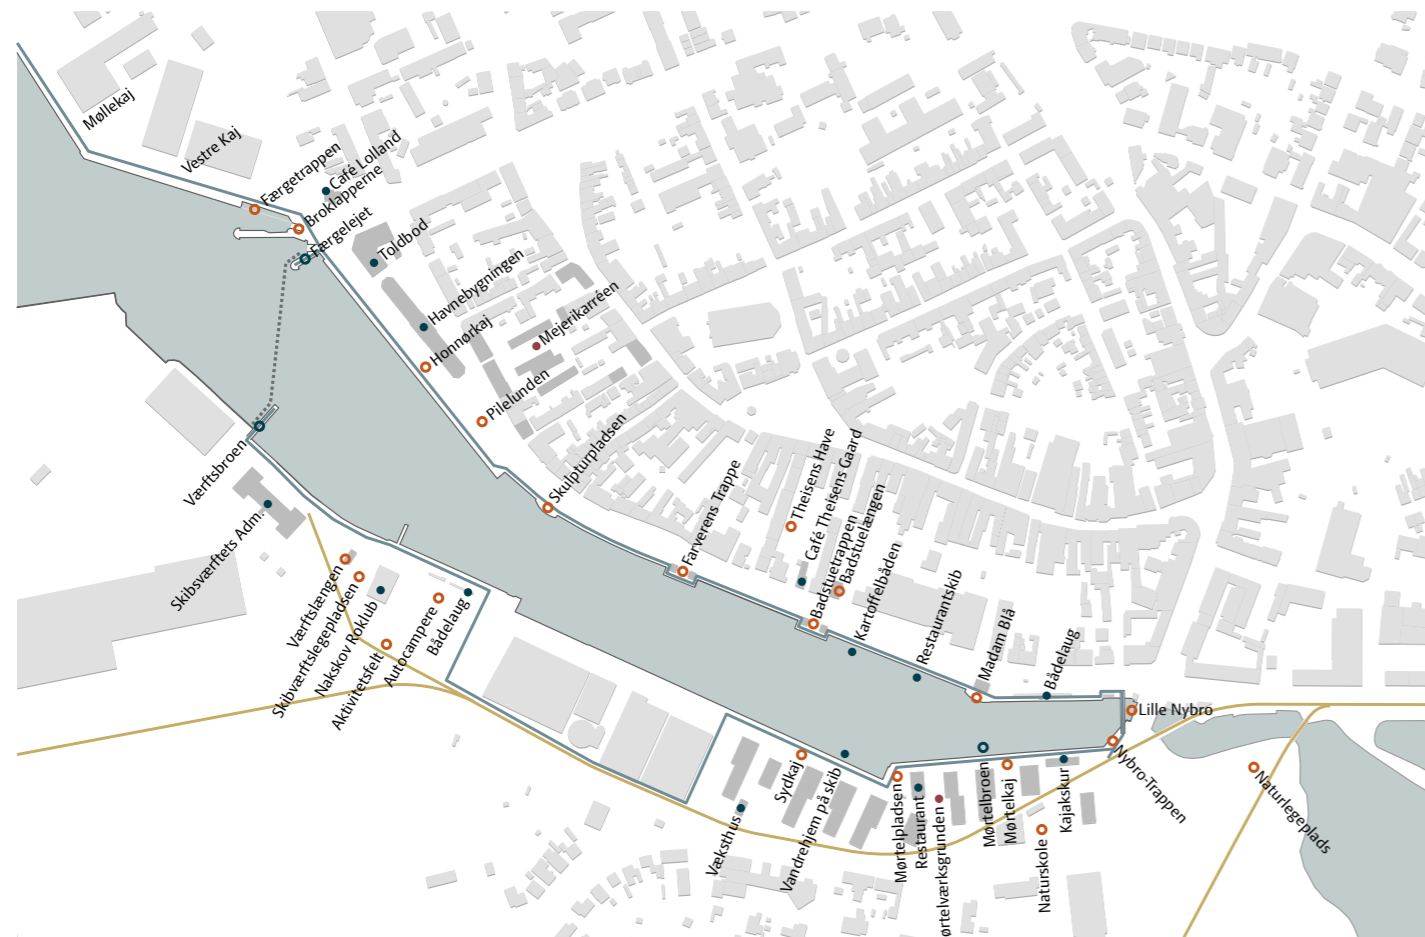 Møllekaj
Vestre Kaj
Færgetrappen
Café Lolland
Broklapperne
Færgelejet
Toldbod
Havnebygningen
Honnørkaj
Mejerikarréen
Pilelunden
Skulpturpladsen
Værftsbroen
Skibsværftets Adm.
Farverens Trappe
Theisens Have
Café Theisens Gaard
Badstuetrappen
Badstuelængen
Kartoffelbåden
Restaurantskib
Madam Blå
Bådelaug
Lille Nybro
Værftslængen
Skibværftslegepladsen
Nakskov Roklub
Aktivitetsfelt
Autocampere
Bådelaug
Væksthus
Sydkaj
Vandrehjem på skib
Mørtelpladsen
Restaurant
ørtelværksgrunden
Mørtelbroen
Mørtelkaj
Naturskole
Kajakskur
Nybro-Trappen
Naturlegeplads